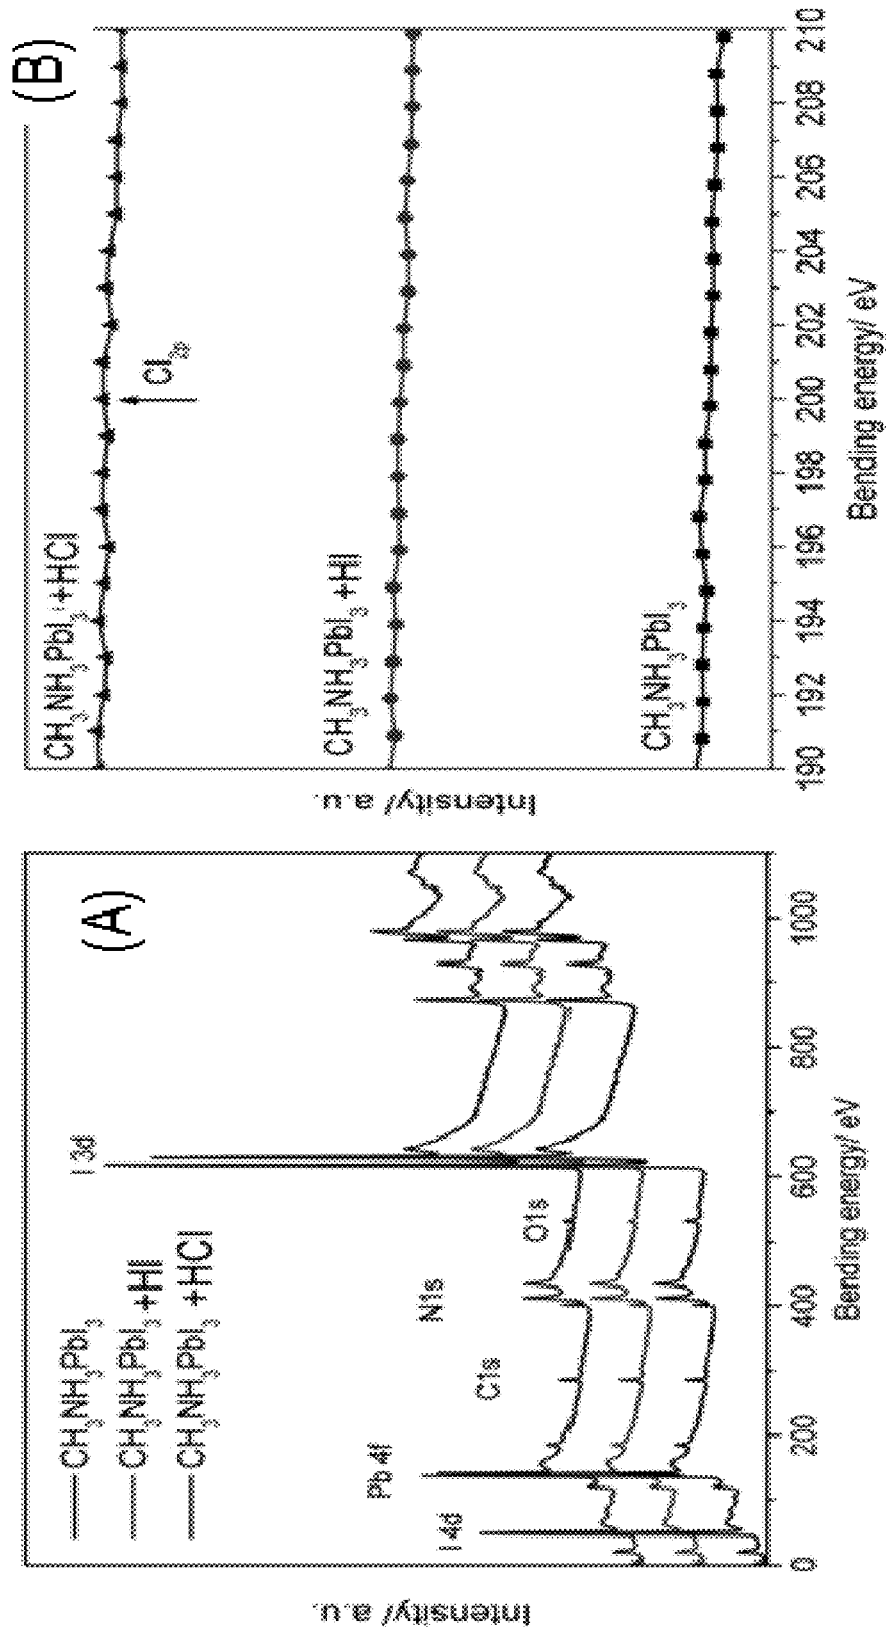 (A)
CH3NH3PbI3
CH3NH3PbI3 +HI
CH3NH3PbI3 +HCl
I 3d
Pb 4f
I 4d
C1s
N1s
O1s
Intensity/ a.u.
0 200 400 600 800 1000
Bending energy/ eV
(B)
CH3NH3PbI3 +HCl
Cl2p
CH3NH3PbI3 +HI
CH3NH3PbI3
Intensity/ a.u.
190 192 194 196 198 200 202 204 206 208 210
Bending energy/ eV